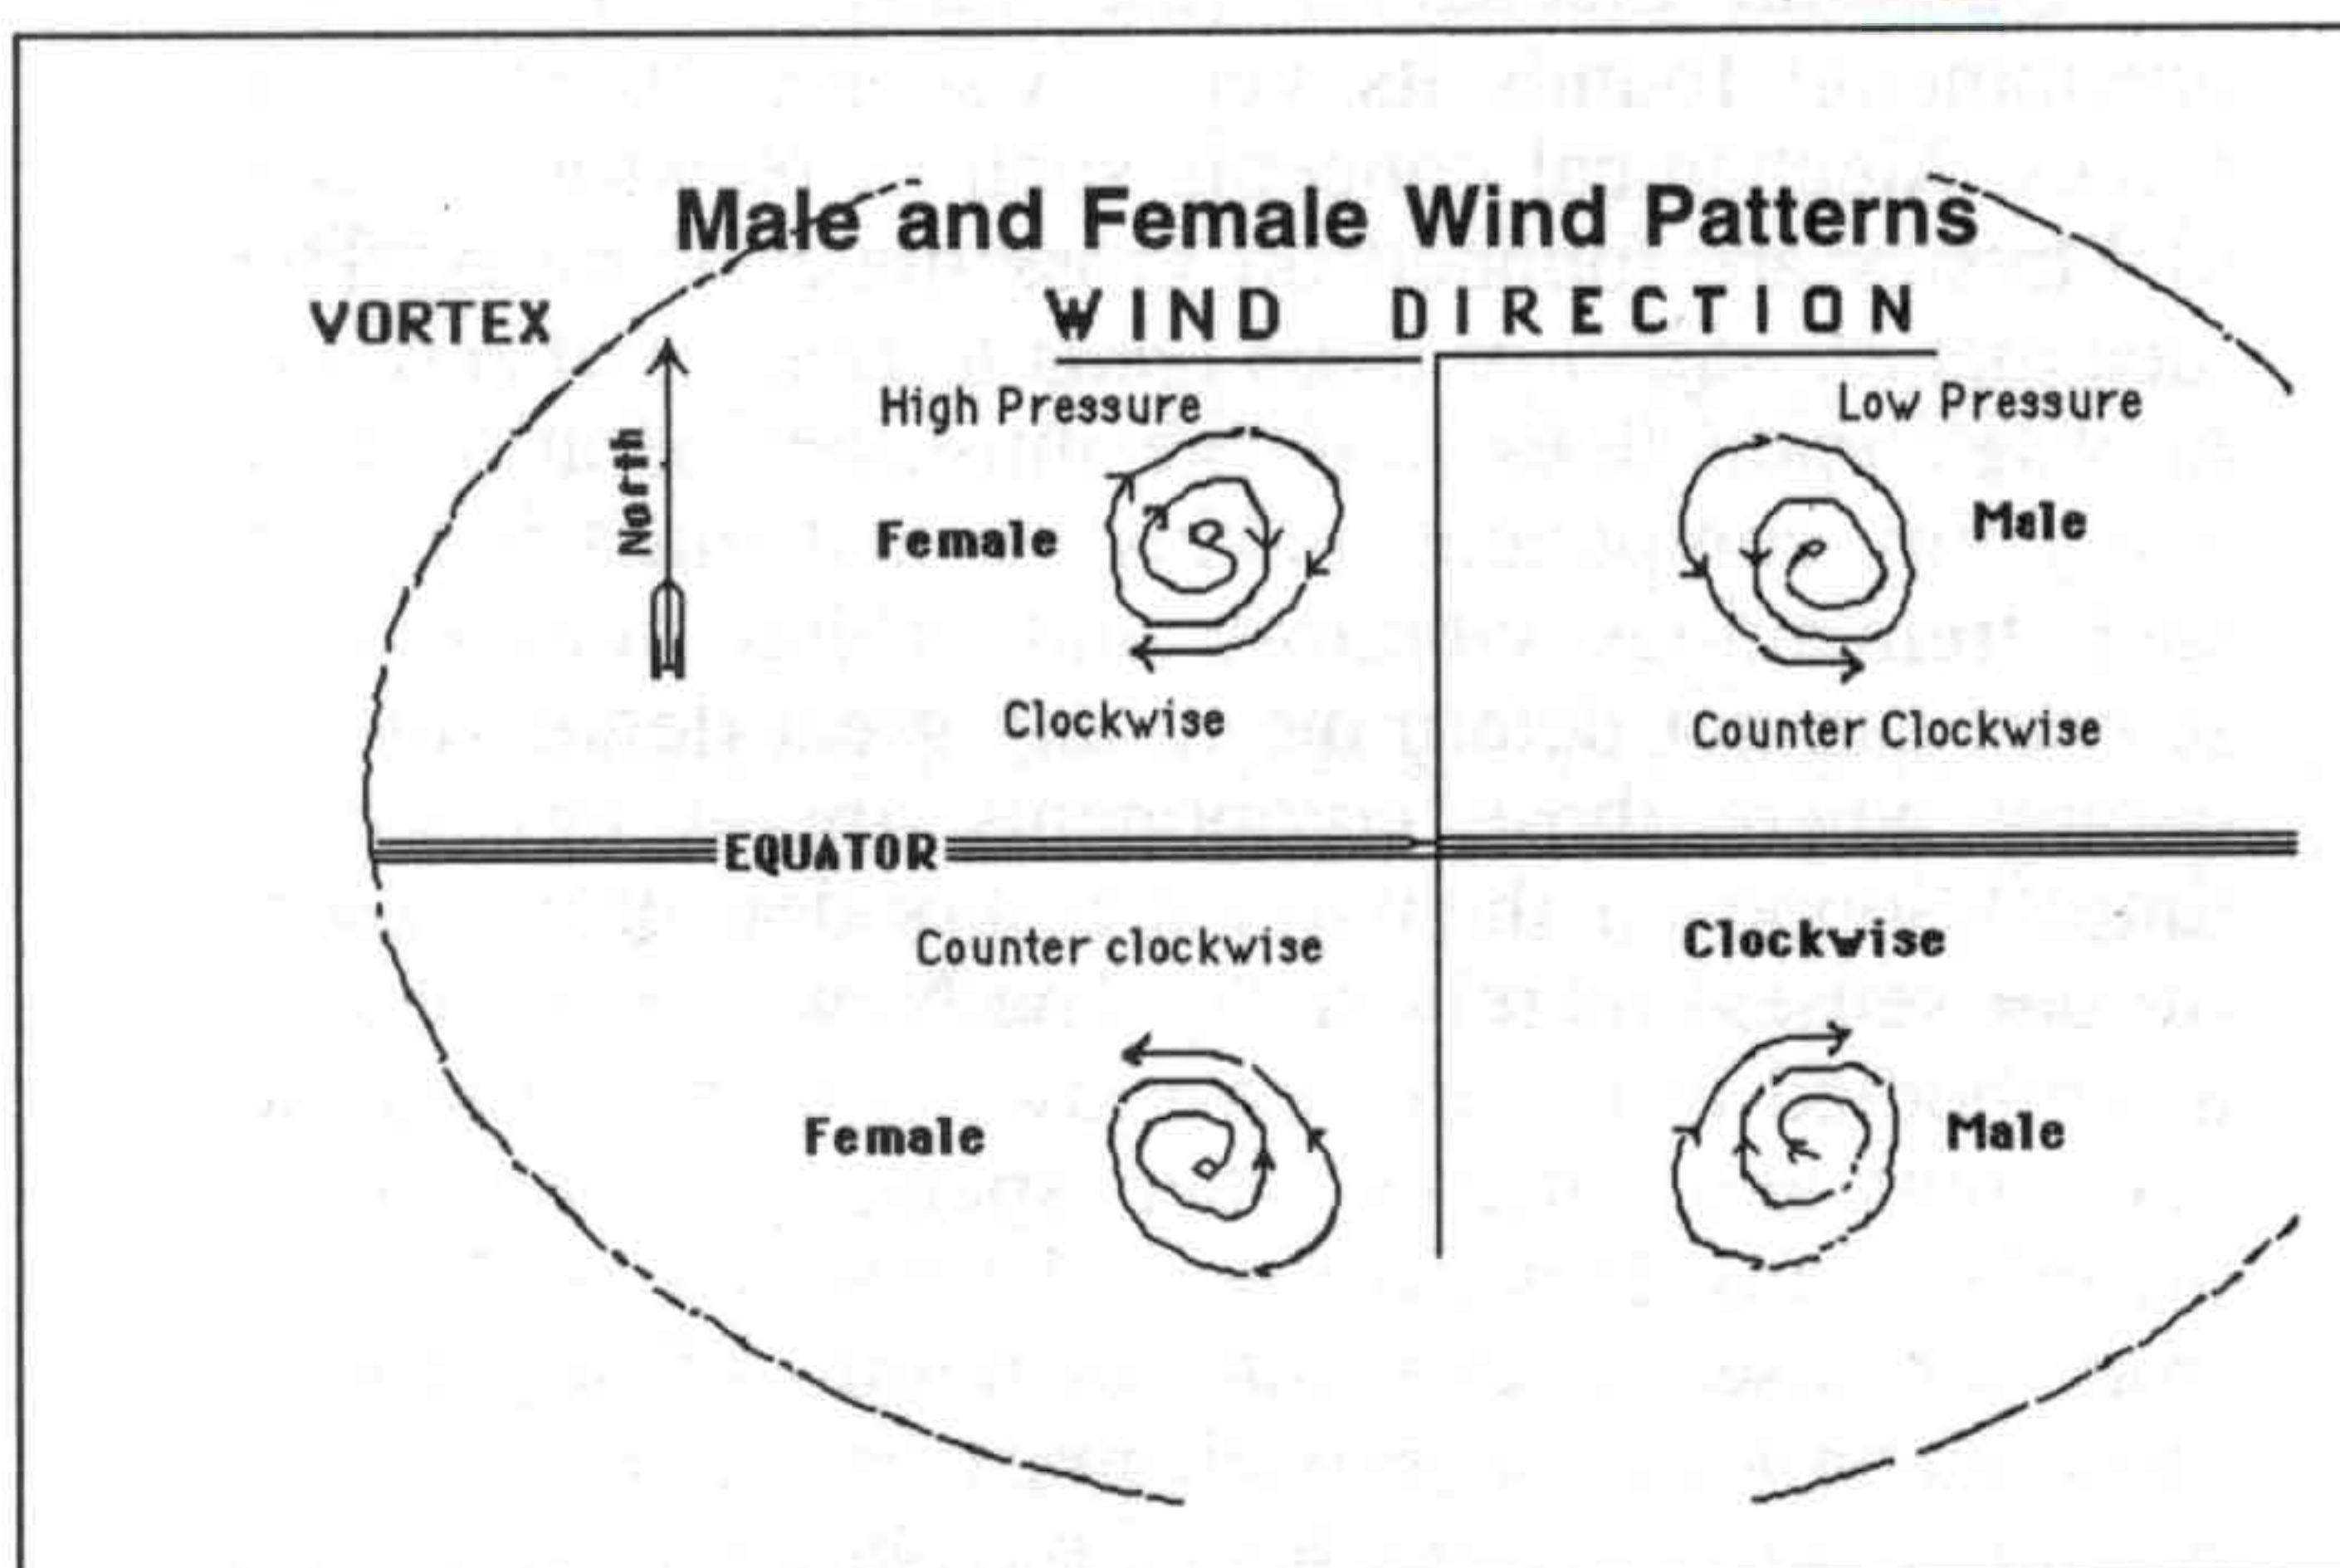 Male and Female Wind Patterns
VORTEX
WIND DIRECTION
North
High Pressure
Low Pressure
Female
Male
Clockwise
Counter Clockwise
EQUATOR
Counter clockwise
Clockwise
Female
Male